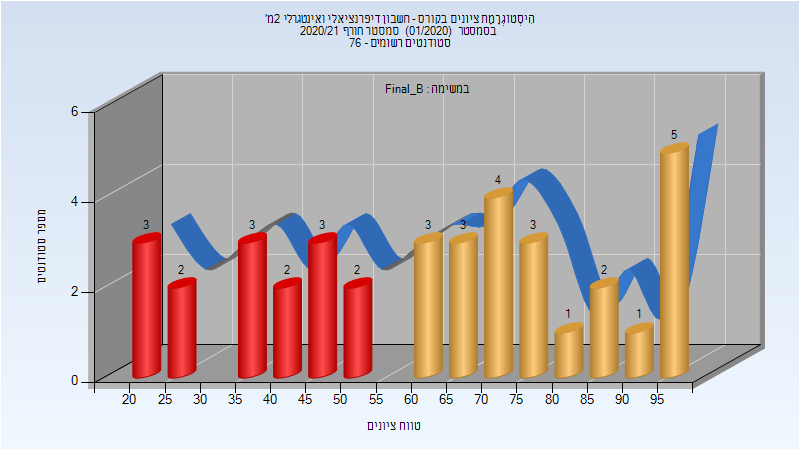 היסטוגרמת ציונים בקורס - חשבון דיפרנציאלי ואינטגרלי 2מ'
בסמסטר (01/2020) סמסטר חורף 2020/21
סטודנטים רשומים - 76
במשימה : Final_B
מספר סטודנטים
6
4
2
0
3
2
3
2
3
2
3
3
4
3
1
2
1
5
20 25 30 35 40 45 50 55 60 65 70 75 80 85 90 95
טווח ציונים